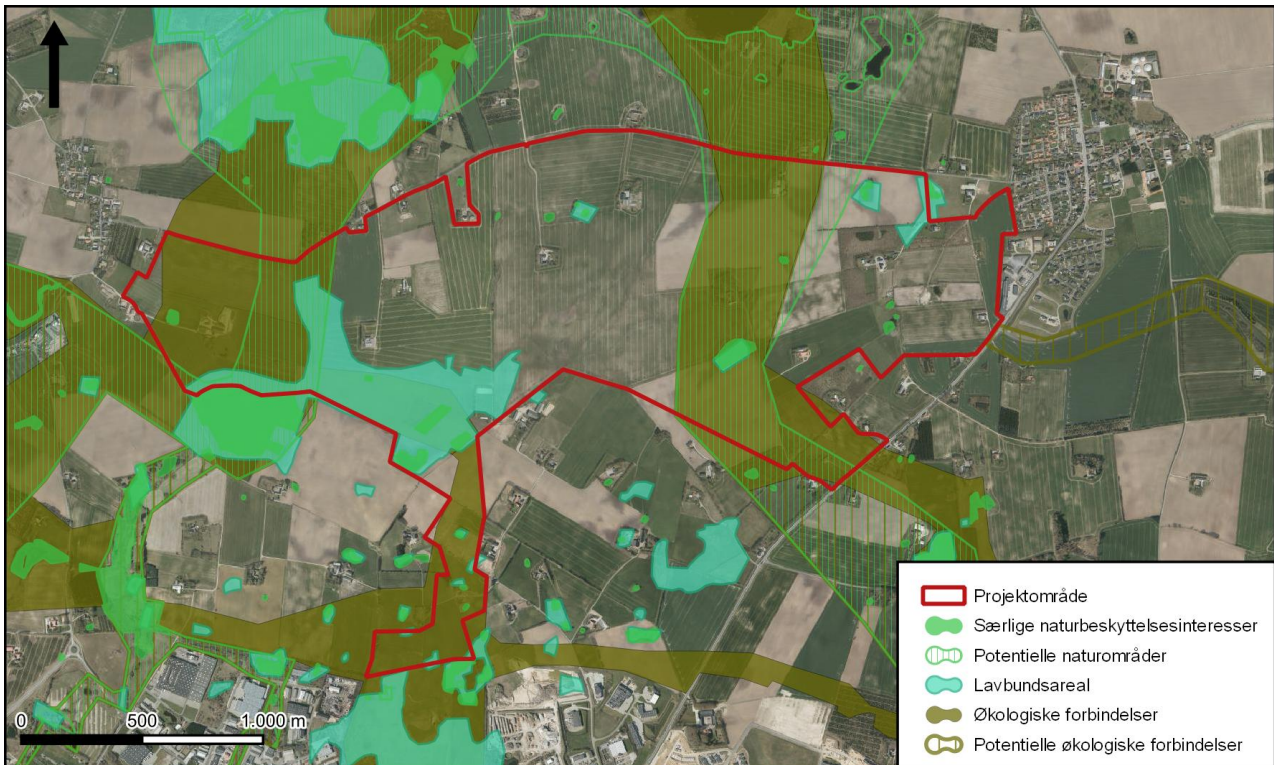 Projektområde
Særlige naturbeskyttelsesinteresser
Potentielle naturområder
Lavbundsareal
Økologiske forbindelser
Potentielle økologiske forbindelser
0 500 1.000 m